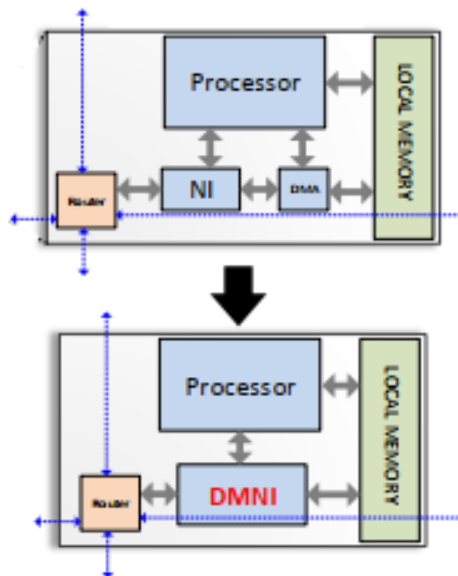 Processor
LOCAL MEMORY
Router
NI
DMA
Processor
LOCAL MEMORY
Router
DMNI